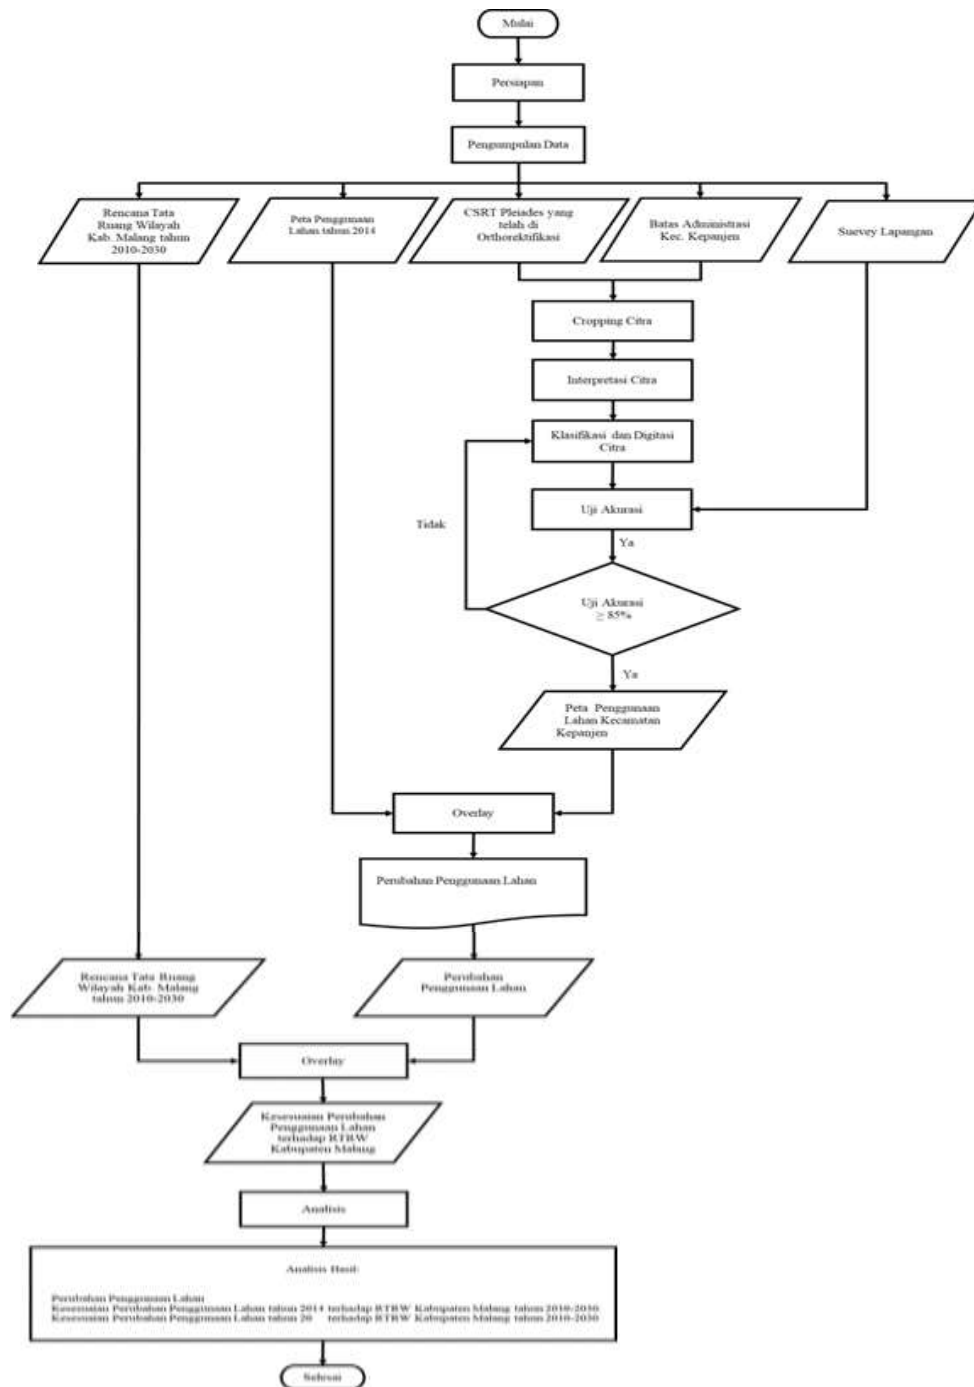 Mulai
Persiapan
Pengumpulan Data
Rencana Tata
Ruang Wilayah
Kab. Malang tahun
2010-2030
Peta Penggunaan
Lahan tahun 2014
CSRT Pleiades yang
telah di
Orthorektifikasi
Batas Administrasi
Kec. Kepanjen
Suevey Lapangan
Cropping Citra
Interpretasi Citra
Klasifikasi dan Digitasi
Citra
Uji Akurasi
Tidak
Ya
Uji Akurasi
≥ 85%
Ya
Peta Penggunaan
Lahan Kecamatan
Kepanjen
Overlay
Perubahan Penggunaan Lahan
Rencana Tata Ruang
Wilayah Kab. Malang
tahun 2010-2030
Perubahan
Penggunaan Lahan
Overlay
Kesesuaian Perubahan
Penggunaan Lahan
terhadap RTRW
Kabupaten Malang
Analisis
Analisis Hasil:
Perubahan Penggunaan Lahan
Kesesuaian Perubahan Penggunaan Lahan tahun 2014 terhadap RTRW Kabupaten Malang tahun 2010-2030
Kesesuaian Perubahan Penggunaan Lahan tahun 20 terhadap RTRW Kabupaten Malang tahun 2010-2030
Selesai